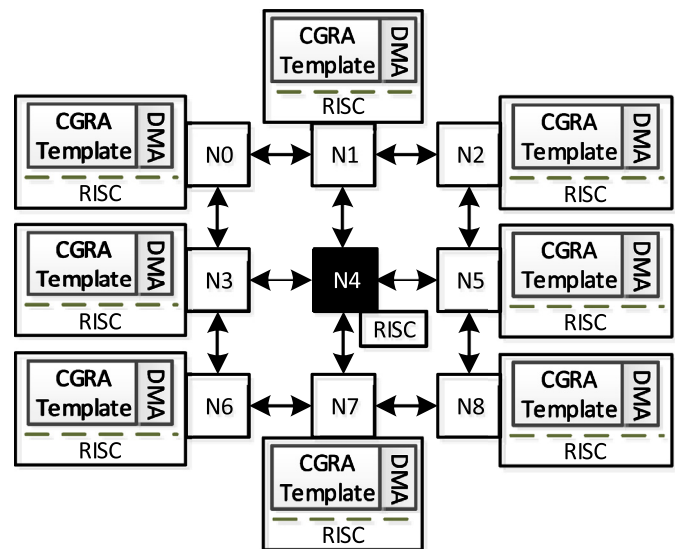 CGRA
Template
DMA
RISC
CGRA
Template
DMA
RISC
N0
N1
N2
CGRA
Template
DMA
RISC
CGRA
Template
DMA
RISC
N3
N4
RISC
N5
CGRA
Template
DMA
RISC
CGRA
Template
DMA
RISC
N6
N7
N8
CGRA
Template
DMA
RISC
CGRA
Template
DMA
RISC